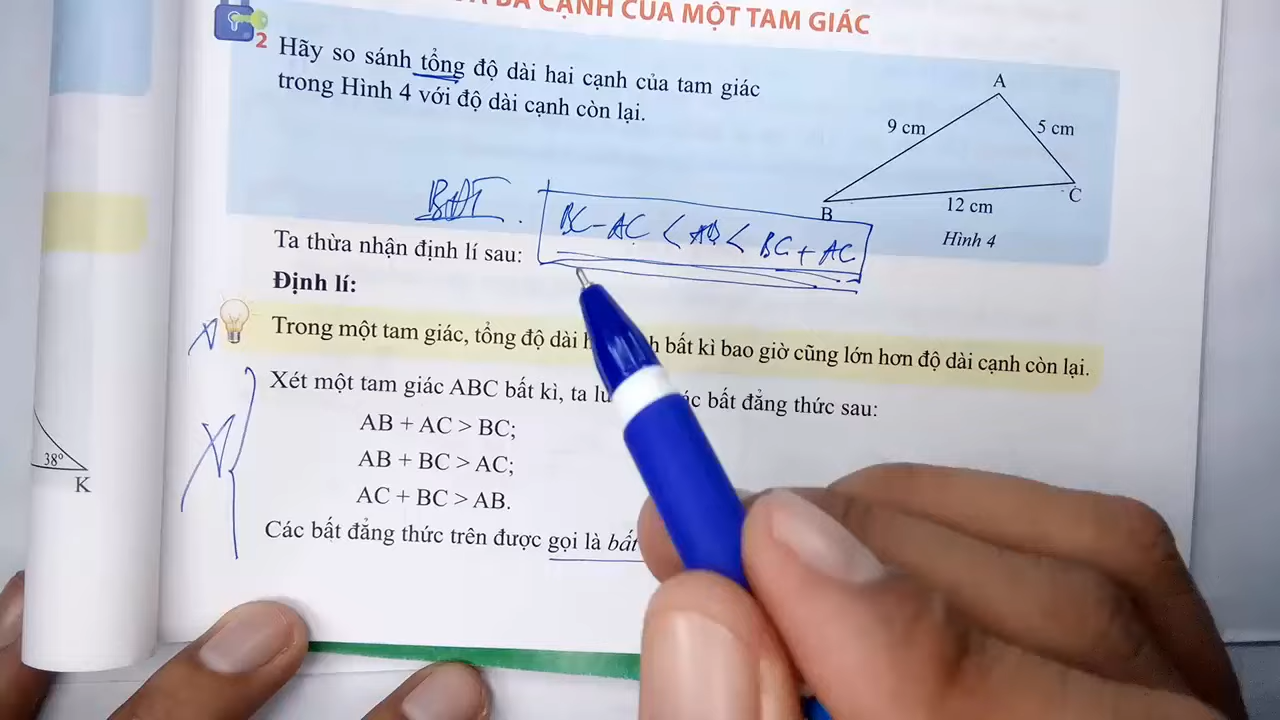 BA CẠNH CỦA MỘT TAM GIÁC
2
Hãy so sánh tổng độ dài hai cạnh của tam giác
trong Hình 4 với độ dài cạnh còn lại.
A
9 cm
5 cm
B
12 cm
C
Hình 4
BĐT.
BC-AC < AB < BC + AC
Ta thừa nhận định lí sau:
Định lí:
Trong một tam giác, tổng độ dài bất kì bao giờ cũng lớn hơn độ dài cạnh còn lại.
Xét một tam giác ABC bất kì, ta bất đẳng thức sau:
AB + AC > BC;
AB + BC > AC;
AC + BC > AB.
Các bất đẳng thức trên được gọi là bất
38°
K